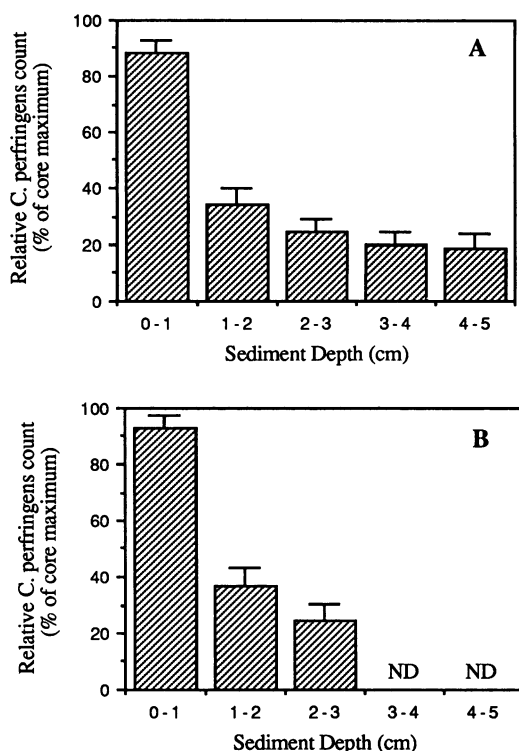 Relative C. perfringens count
(% of core maximum)
100
80
60
40
20
0
A
0 - 1 1 - 2 2 - 3 3 - 4 4 - 5
Sediment Depth (cm)
Relative C. perfringens count
(% of core maximum)
100
80
60
40
20
0
B
ND ND
0 - 1 1 - 2 2 - 3 3 - 4 4 - 5
Sediment Depth (cm)